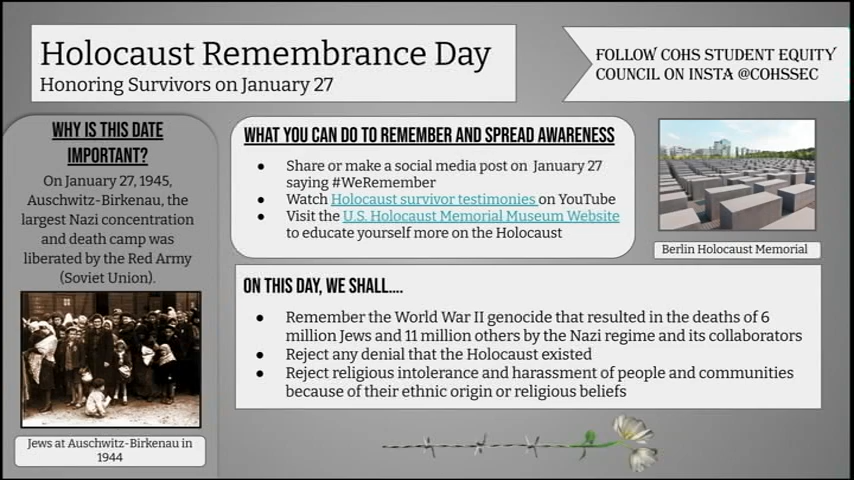 Holocaust Remembrance Day
Honoring Survivors on January 27
FOLLOW COHS STUDENT EQUITY
COUNCIL ON INSTA @COHSSEC
WHY IS THIS DATE
IMPORTANT?
On January 27, 1945,
Auschwitz-Birkenau, the
largest Nazi concentration
and death camp was
liberated by the Red Army
(Soviet Union).
Jews at Auschwitz-Birkenau in
1944
WHAT YOU CAN DO TO REMEMBER AND SPREAD AWARENESS
● Share or make a social media post on January 27
saying #WeRemember
● Watch Holocaust survivor testimonies on YouTube
● Visit the U.S. Holocaust Memorial Museum Website
to educate yourself more on the Holocaust
Berlin Holocaust Memorial
ON THIS DAY, WE SHALL....
● Remember the World War II genocide that resulted in the deaths of 6
million Jews and 11 million others by the Nazi regime and its collaborators
● Reject any denial that the Holocaust existed
● Reject religious intolerance and harassment of people and communities
because of their ethnic origin or religious beliefs